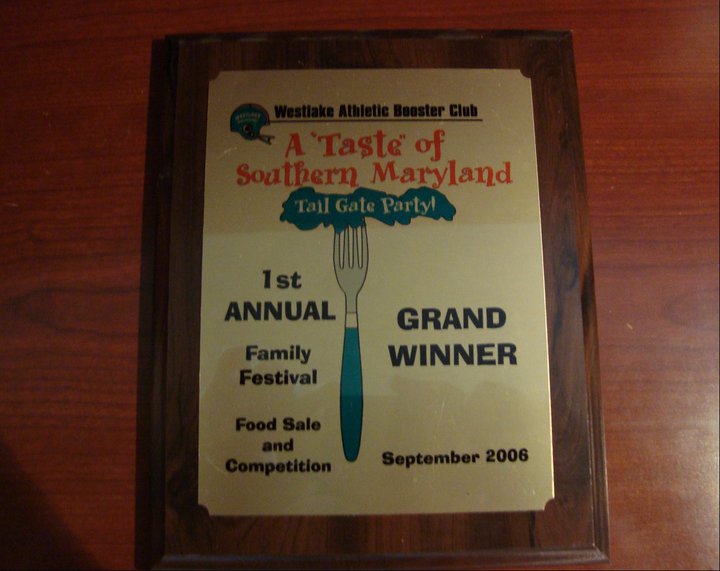 Westlake Athletic Booster Club
A "Taste" of
Southern Maryland
Tail Gate Party!
1st
ANNUAL
Family
Festival
Food Sale
and
Competition
GRAND
WINNER
September 2006